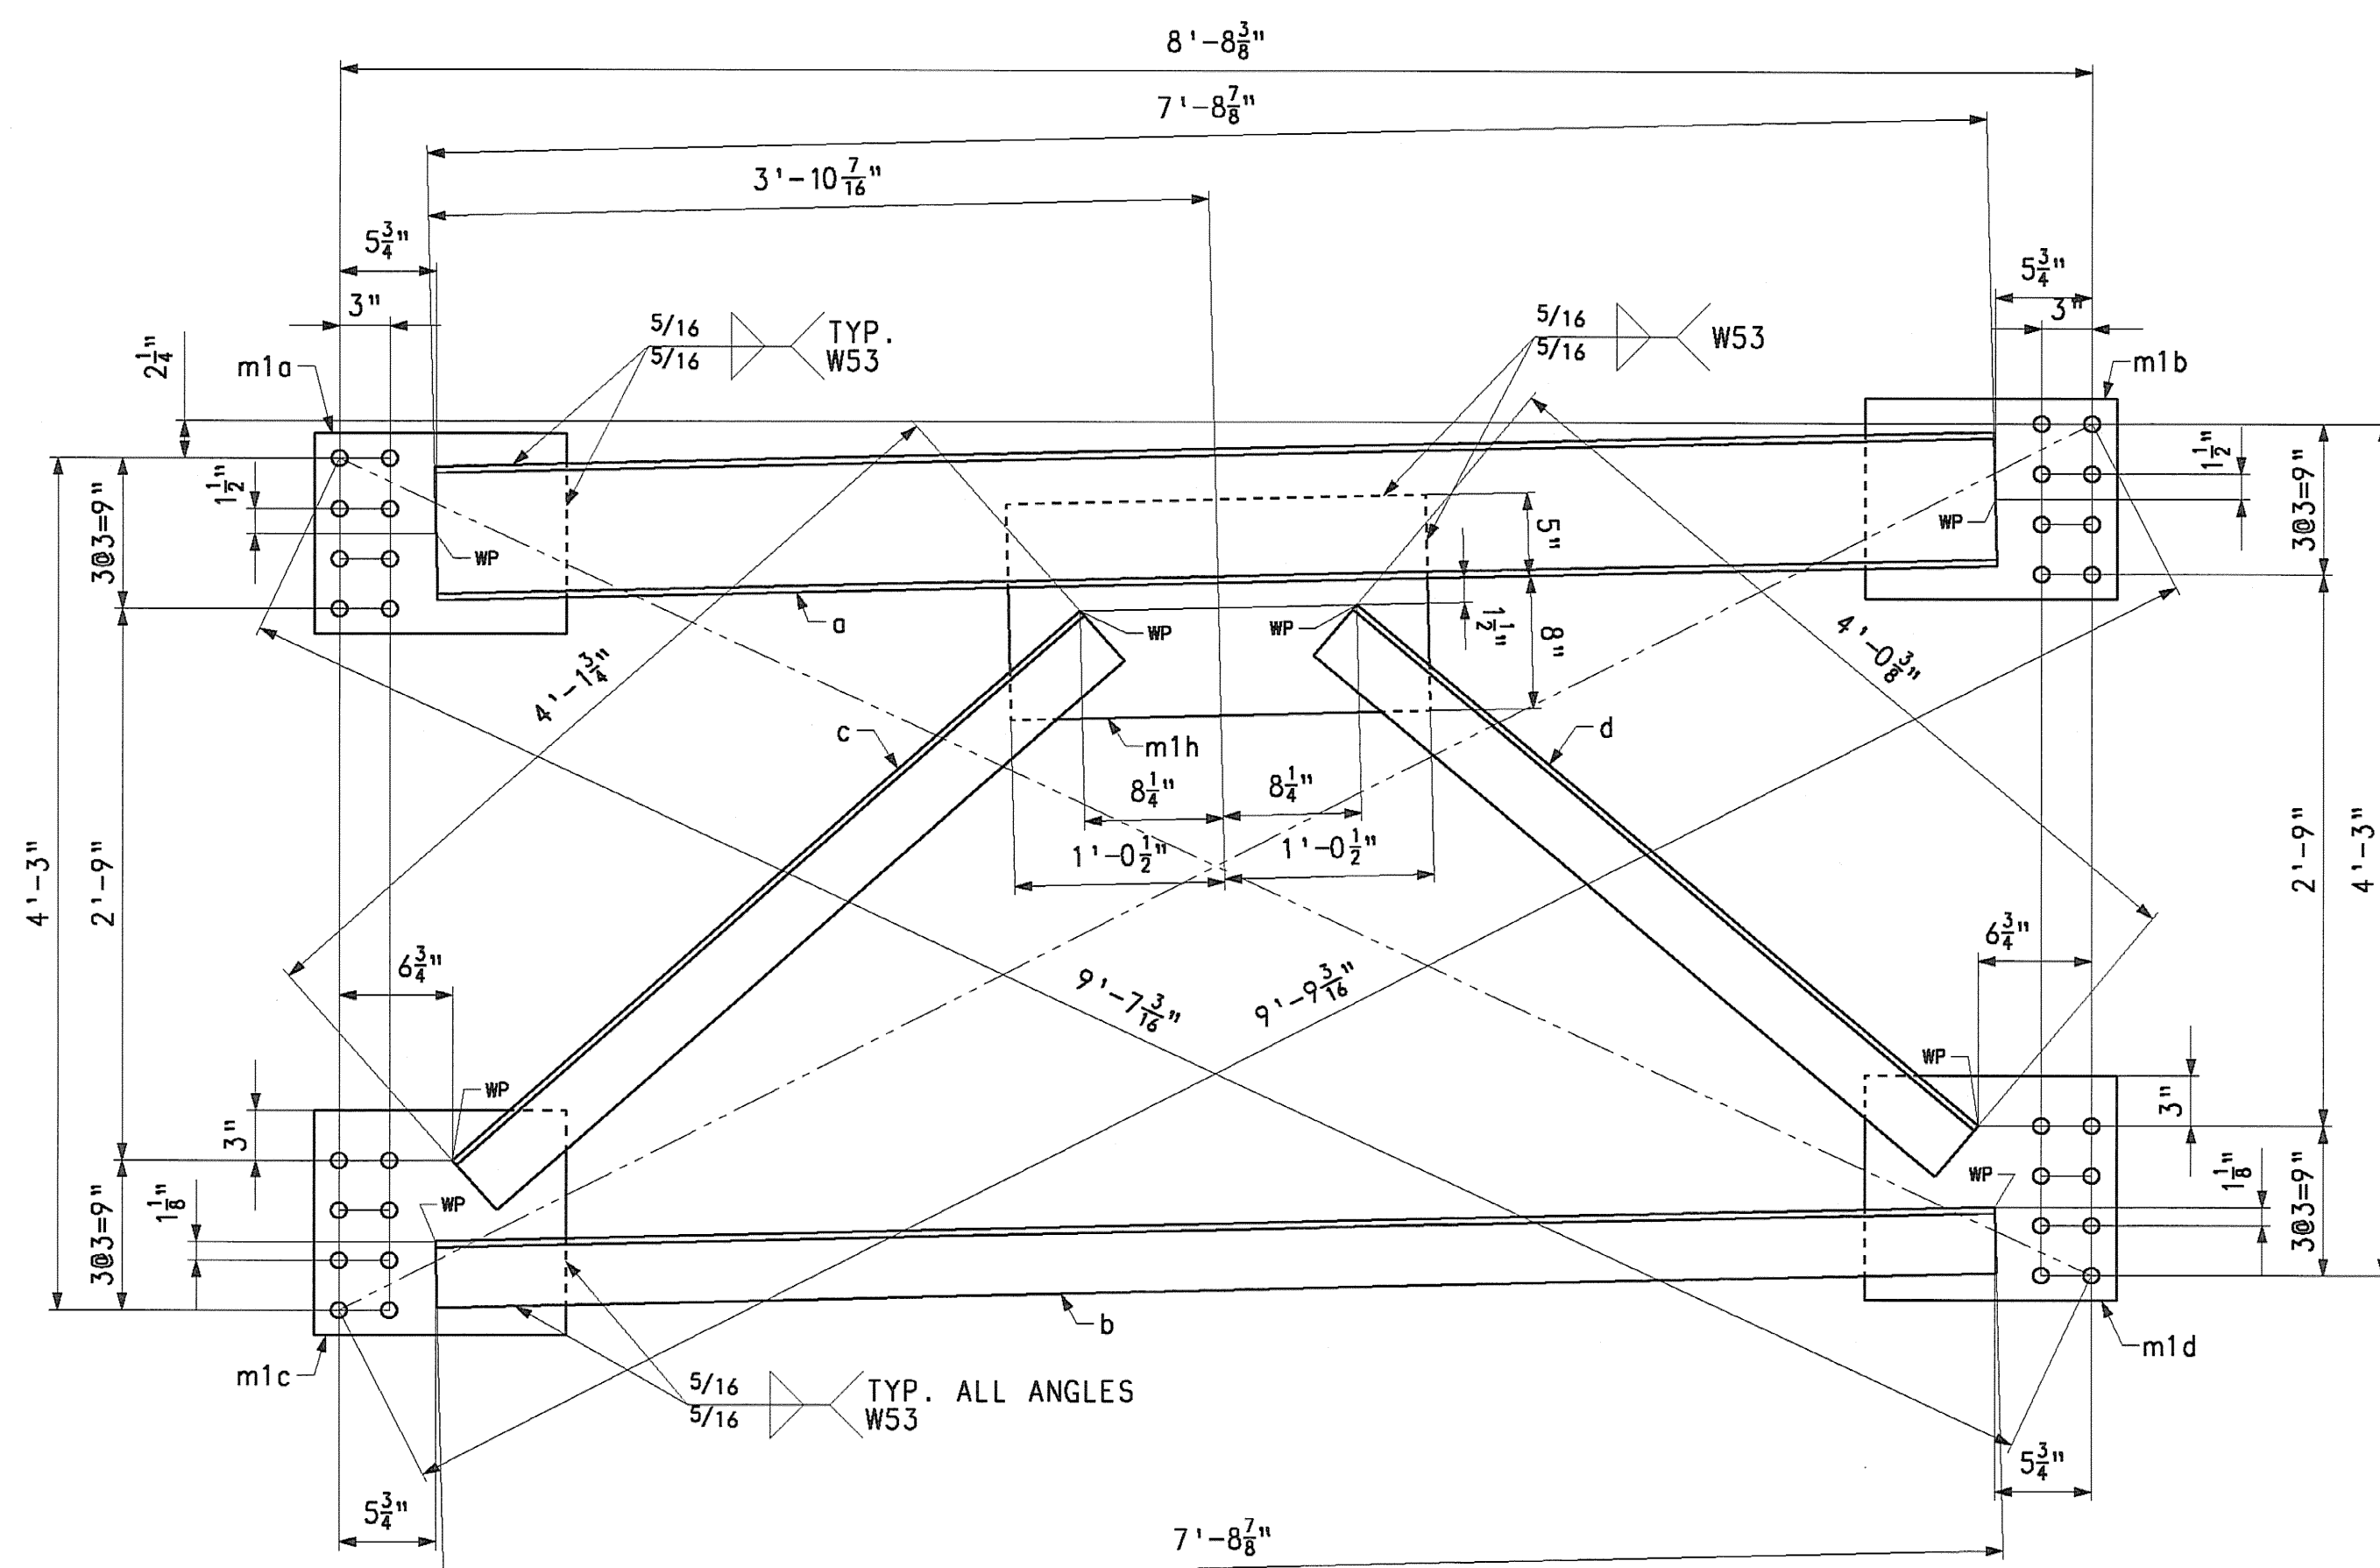 8'-8 3/8"
7'-8 7/8"
3'-10 7/16"
5 3/4"
5 3/4"
3"
3"
2 1/4"
5/16
5/16
TYP.
W53
5/16
5/16
W53
m1a
m1b
1 1/2"
1 1/2"
3@3=9"
3@3=9"
WP
WP
5"
a
WP
WP
1 1/2"
8"
4'-1 3/4"
4'-0 3/8"
c
d
m1h
8 1/4"
8 1/4"
1'-0 1/2"
1'-0 1/2"
4'-3"
2'-9"
2'-9"
4'-3"
6 3/4"
6 3/4"
9'-7 3/16"
9'-9 3/16"
WP
WP
3"
3"
WP
WP
1 1/8"
1 1/8"
3@3=9"
3@3=9"
b
m1c
m1d
5/16
5/16
TYP. ALL ANGLES
W53
5 3/4"
5 3/4"
7'-8 7/8"